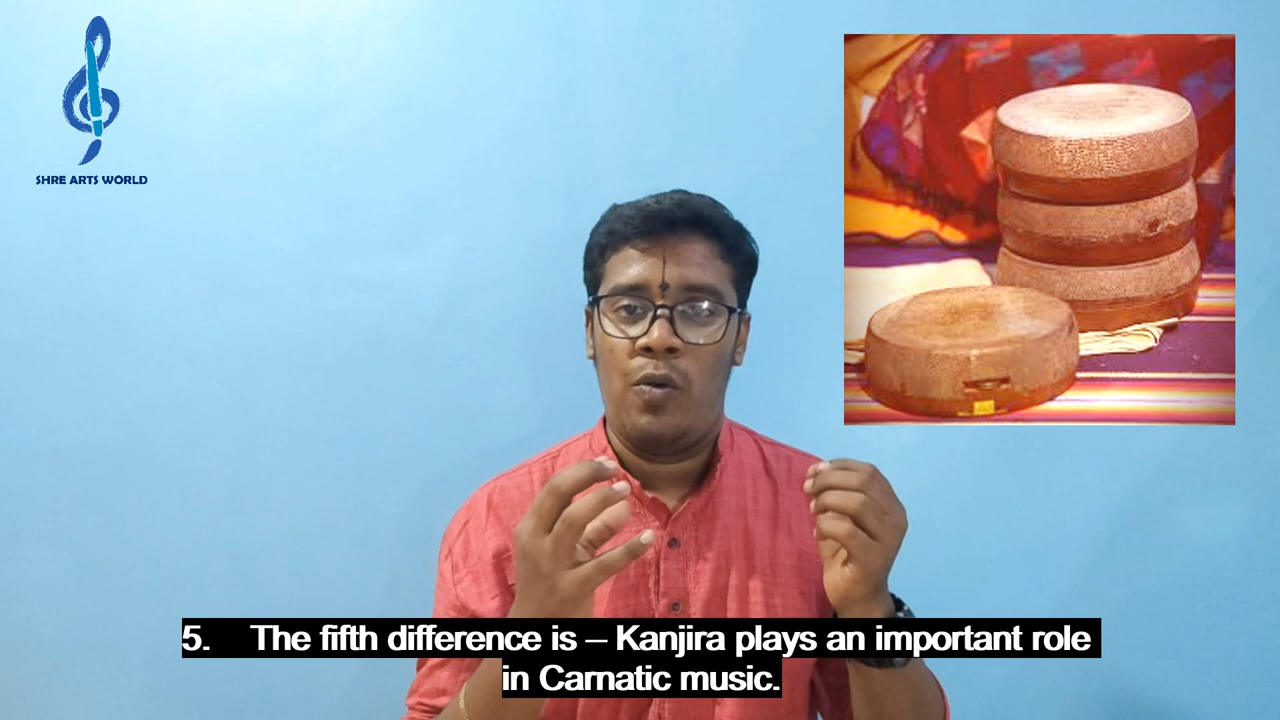 SHRE ARTS WORLD
5. The fifth difference is – Kanjira plays an important role
in Carnatic music.